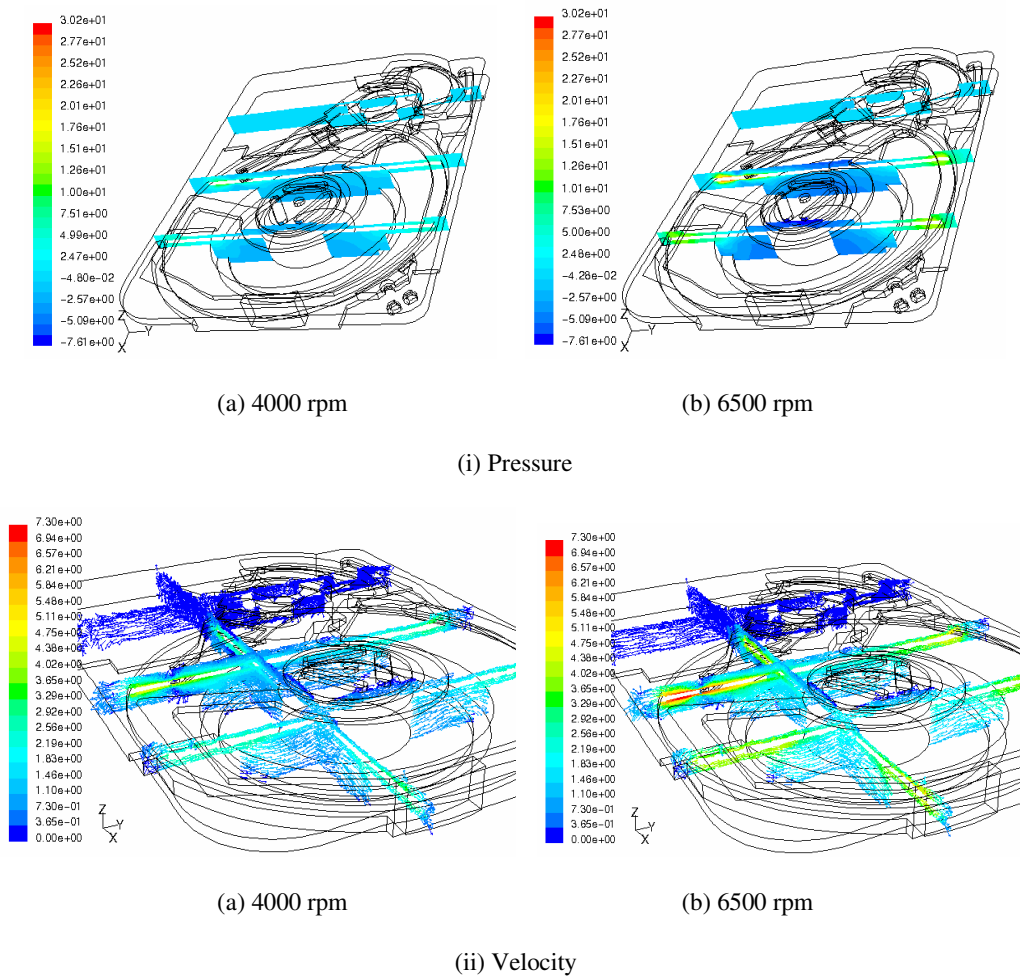 3.02e+01
2.77e+01
2.52e+01
2.27e+01
2.01e+01
1.76e+01
1.51e+01
1.26e+01
1.00e+01
7.51e+00
4.99e+00
2.47e+00
-4.80e-02
-2.57e+00
-5.09e+00
-7.61e+00
Z
Y
X
3.02e+01
2.77e+01
2.52e+01
2.27e+01
2.01e+01
1.76e+01
1.51e+01
1.26e+01
1.01e+01
7.51e+00
5.03e+00
2.48e+00
-4.28e-02
-2.57e+00
-5.09e+00
-7.61e+00
Z
Y
X
(a) 4000 rpm
(b) 6500 rpm
(i) Pressure
7.30e+00
6.94e+00
6.57e+00
6.21e+00
5.84e+00
5.48e+00
5.11e+00
4.75e+00
4.38e+00
4.02e+00
3.65e+00
3.29e+00
2.92e+00
2.56e+00
2.19e+00
1.83e+00
1.46e+00
1.10e+00
7.30e-01
3.65e-01
0.00e+00
Z
Y
X
7.30e+00
6.94e+00
6.57e+00
6.21e+00
5.84e+00
5.48e+00
5.11e+00
4.75e+00
4.38e+00
4.02e+00
3.65e+00
3.29e+00
2.92e+00
2.56e+00
2.19e+00
1.83e+00
1.46e+00
1.10e+00
7.30e-01
3.65e-01
0.00e+00
Z
Y
X
(a) 4000 rpm
(b) 6500 rpm
(ii) Velocity